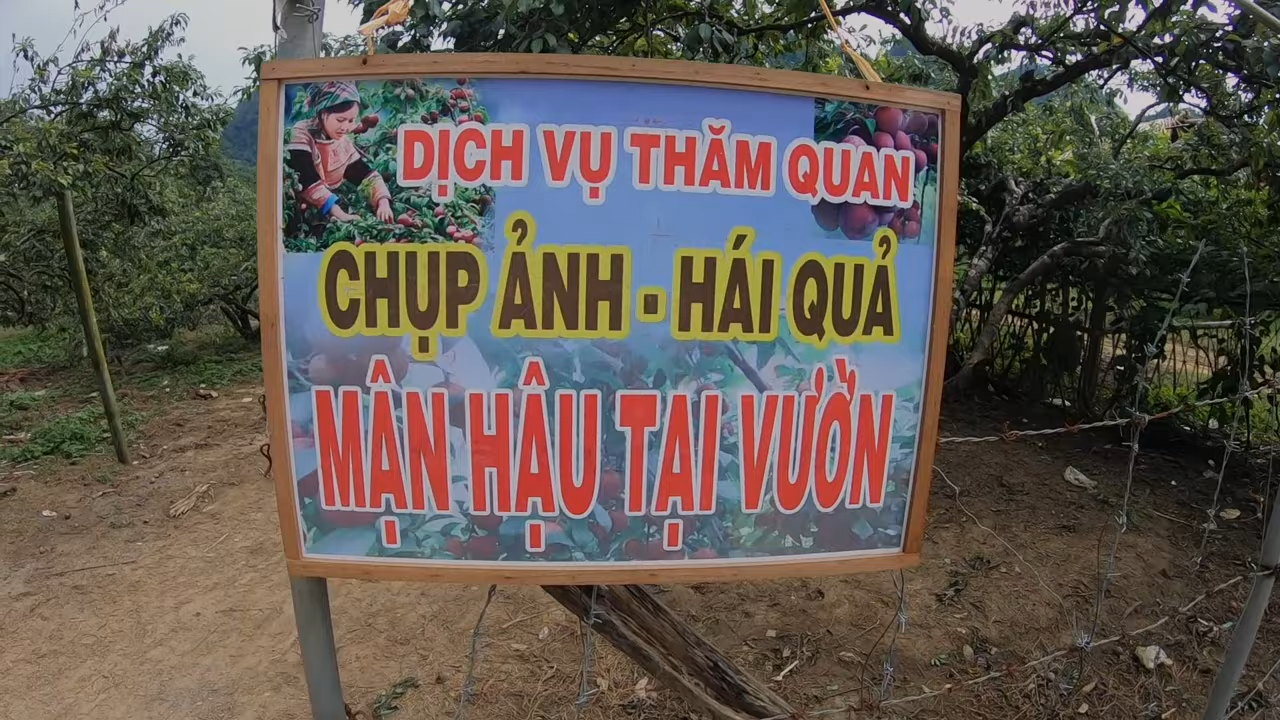 DỊCH VỤ THĂM QUAN
CHỤP ẢNH - HÁI QUẢ
MẬN HẬU TẠI VƯỜN